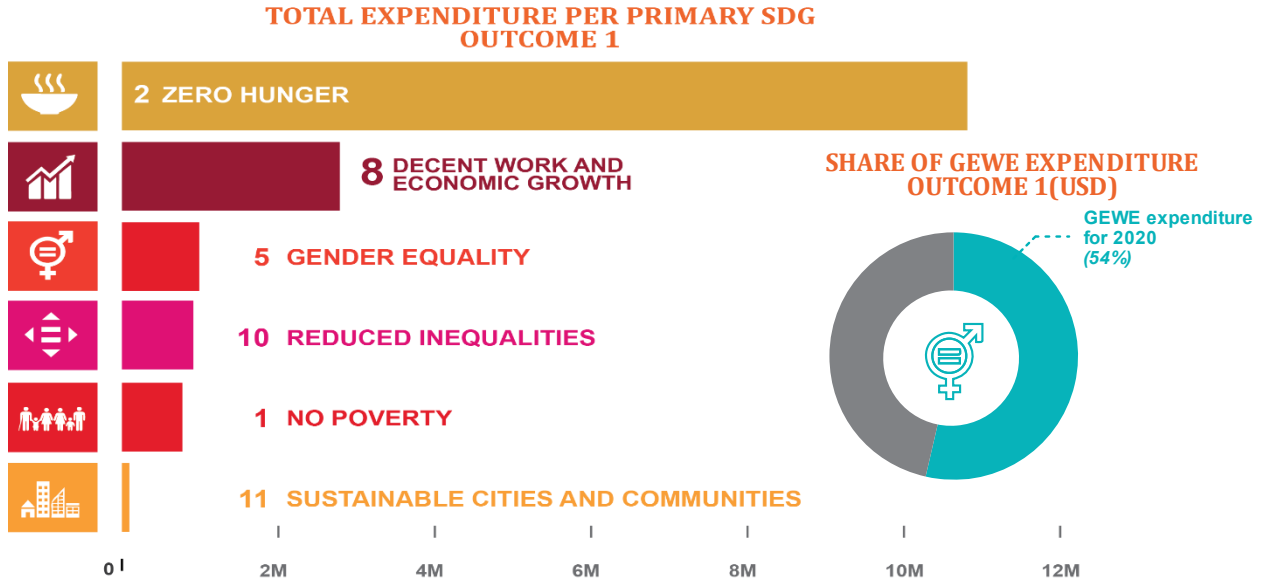 TOTAL EXPENDITURE PER PRIMARY SDG
OUTCOME 1
2 ZERO HUNGER
8 DECENT WORK AND
ECONOMIC GROWTH
5 GENDER EQUALITY
10 REDUCED INEQUALITIES
1 NO POVERTY
11 SUSTAINABLE CITIES AND COMMUNITIES
0 2M 4M 6M 8M 10M 12M
SHARE OF GEWE EXPENDITURE
OUTCOME 1(USD)
GEWE expenditure
for 2020
(54%)